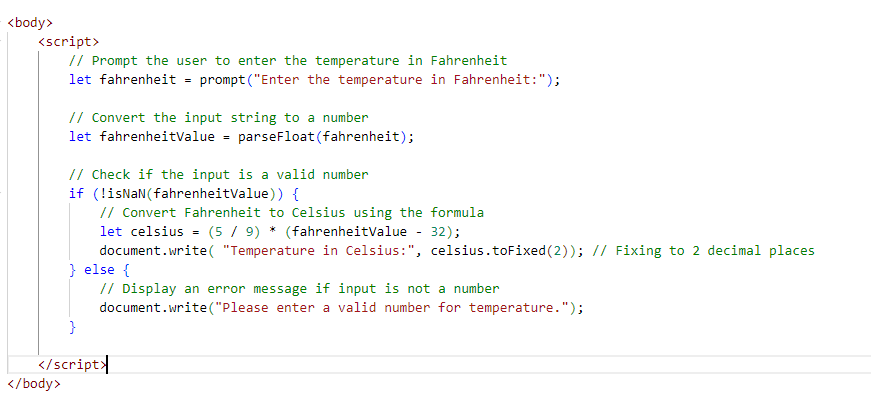 <body>
<script>
// Prompt the user to enter the temperature in Fahrenheit
let fahrenheit = prompt("Enter the temperature in Fahrenheit:");
// Convert the input string to a number
let fahrenheitValue = parseFloat(fahrenheit);
// Check if the input is a valid number
if (!isNaN(fahrenheitValue)) {
// Convert Fahrenheit to Celsius using the formula
let celsius = (5 / 9) * (fahrenheitValue - 32);
document.write( "Temperature in Celsius:", celsius.toFixed(2)); // Fixing to 2 decimal places
} else {
// Display an error message if input is not a number
document.write("Please enter a valid number for temperature.");
}
</script>
</body>